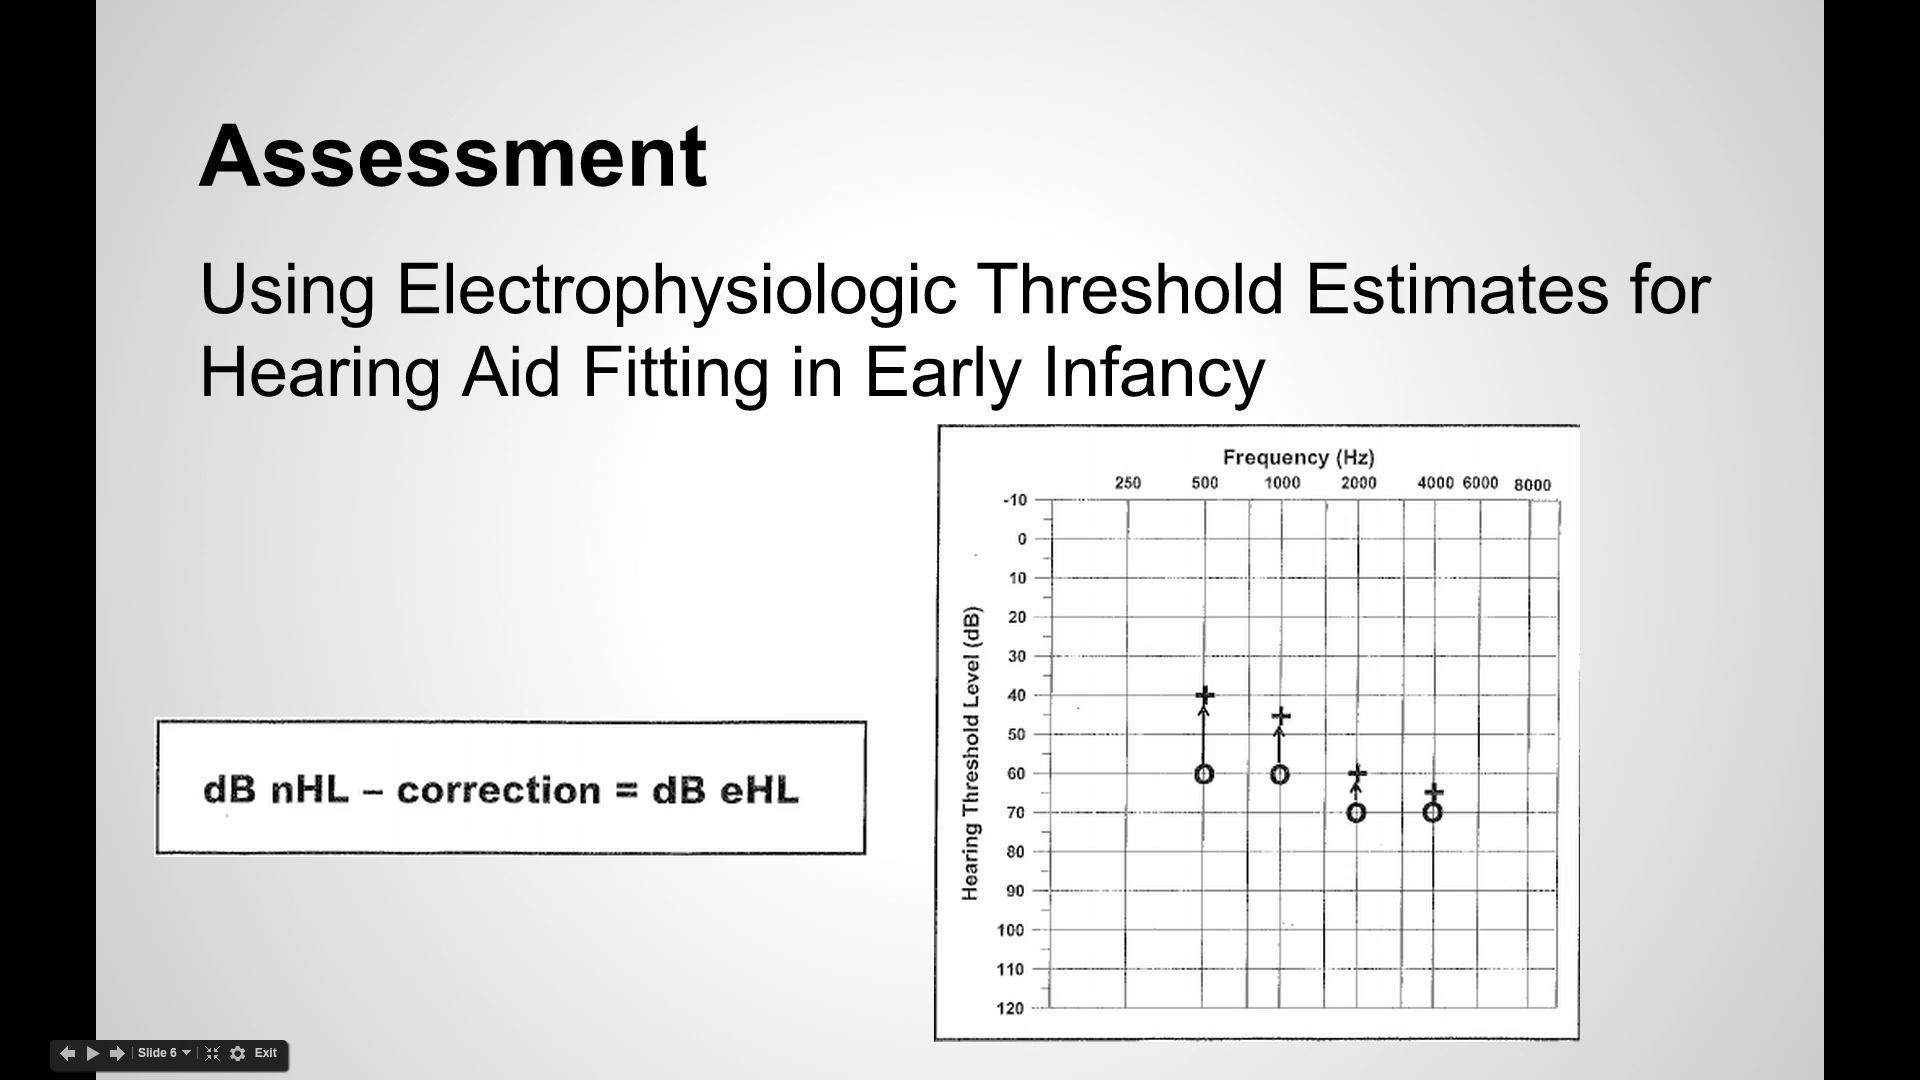 Assessment
Using Electrophysiologic Threshold Estimates for
Hearing Aid Fitting in Early Infancy
dB nHL – correction = dB eHL
Frequency (Hz)
250 500 1000 2000 4000 6000 8000
Hearing Threshold Level (dB)
-10
0
10
20
30
40
50
60
70
80
90
100
110
120
Slide 6
Exit